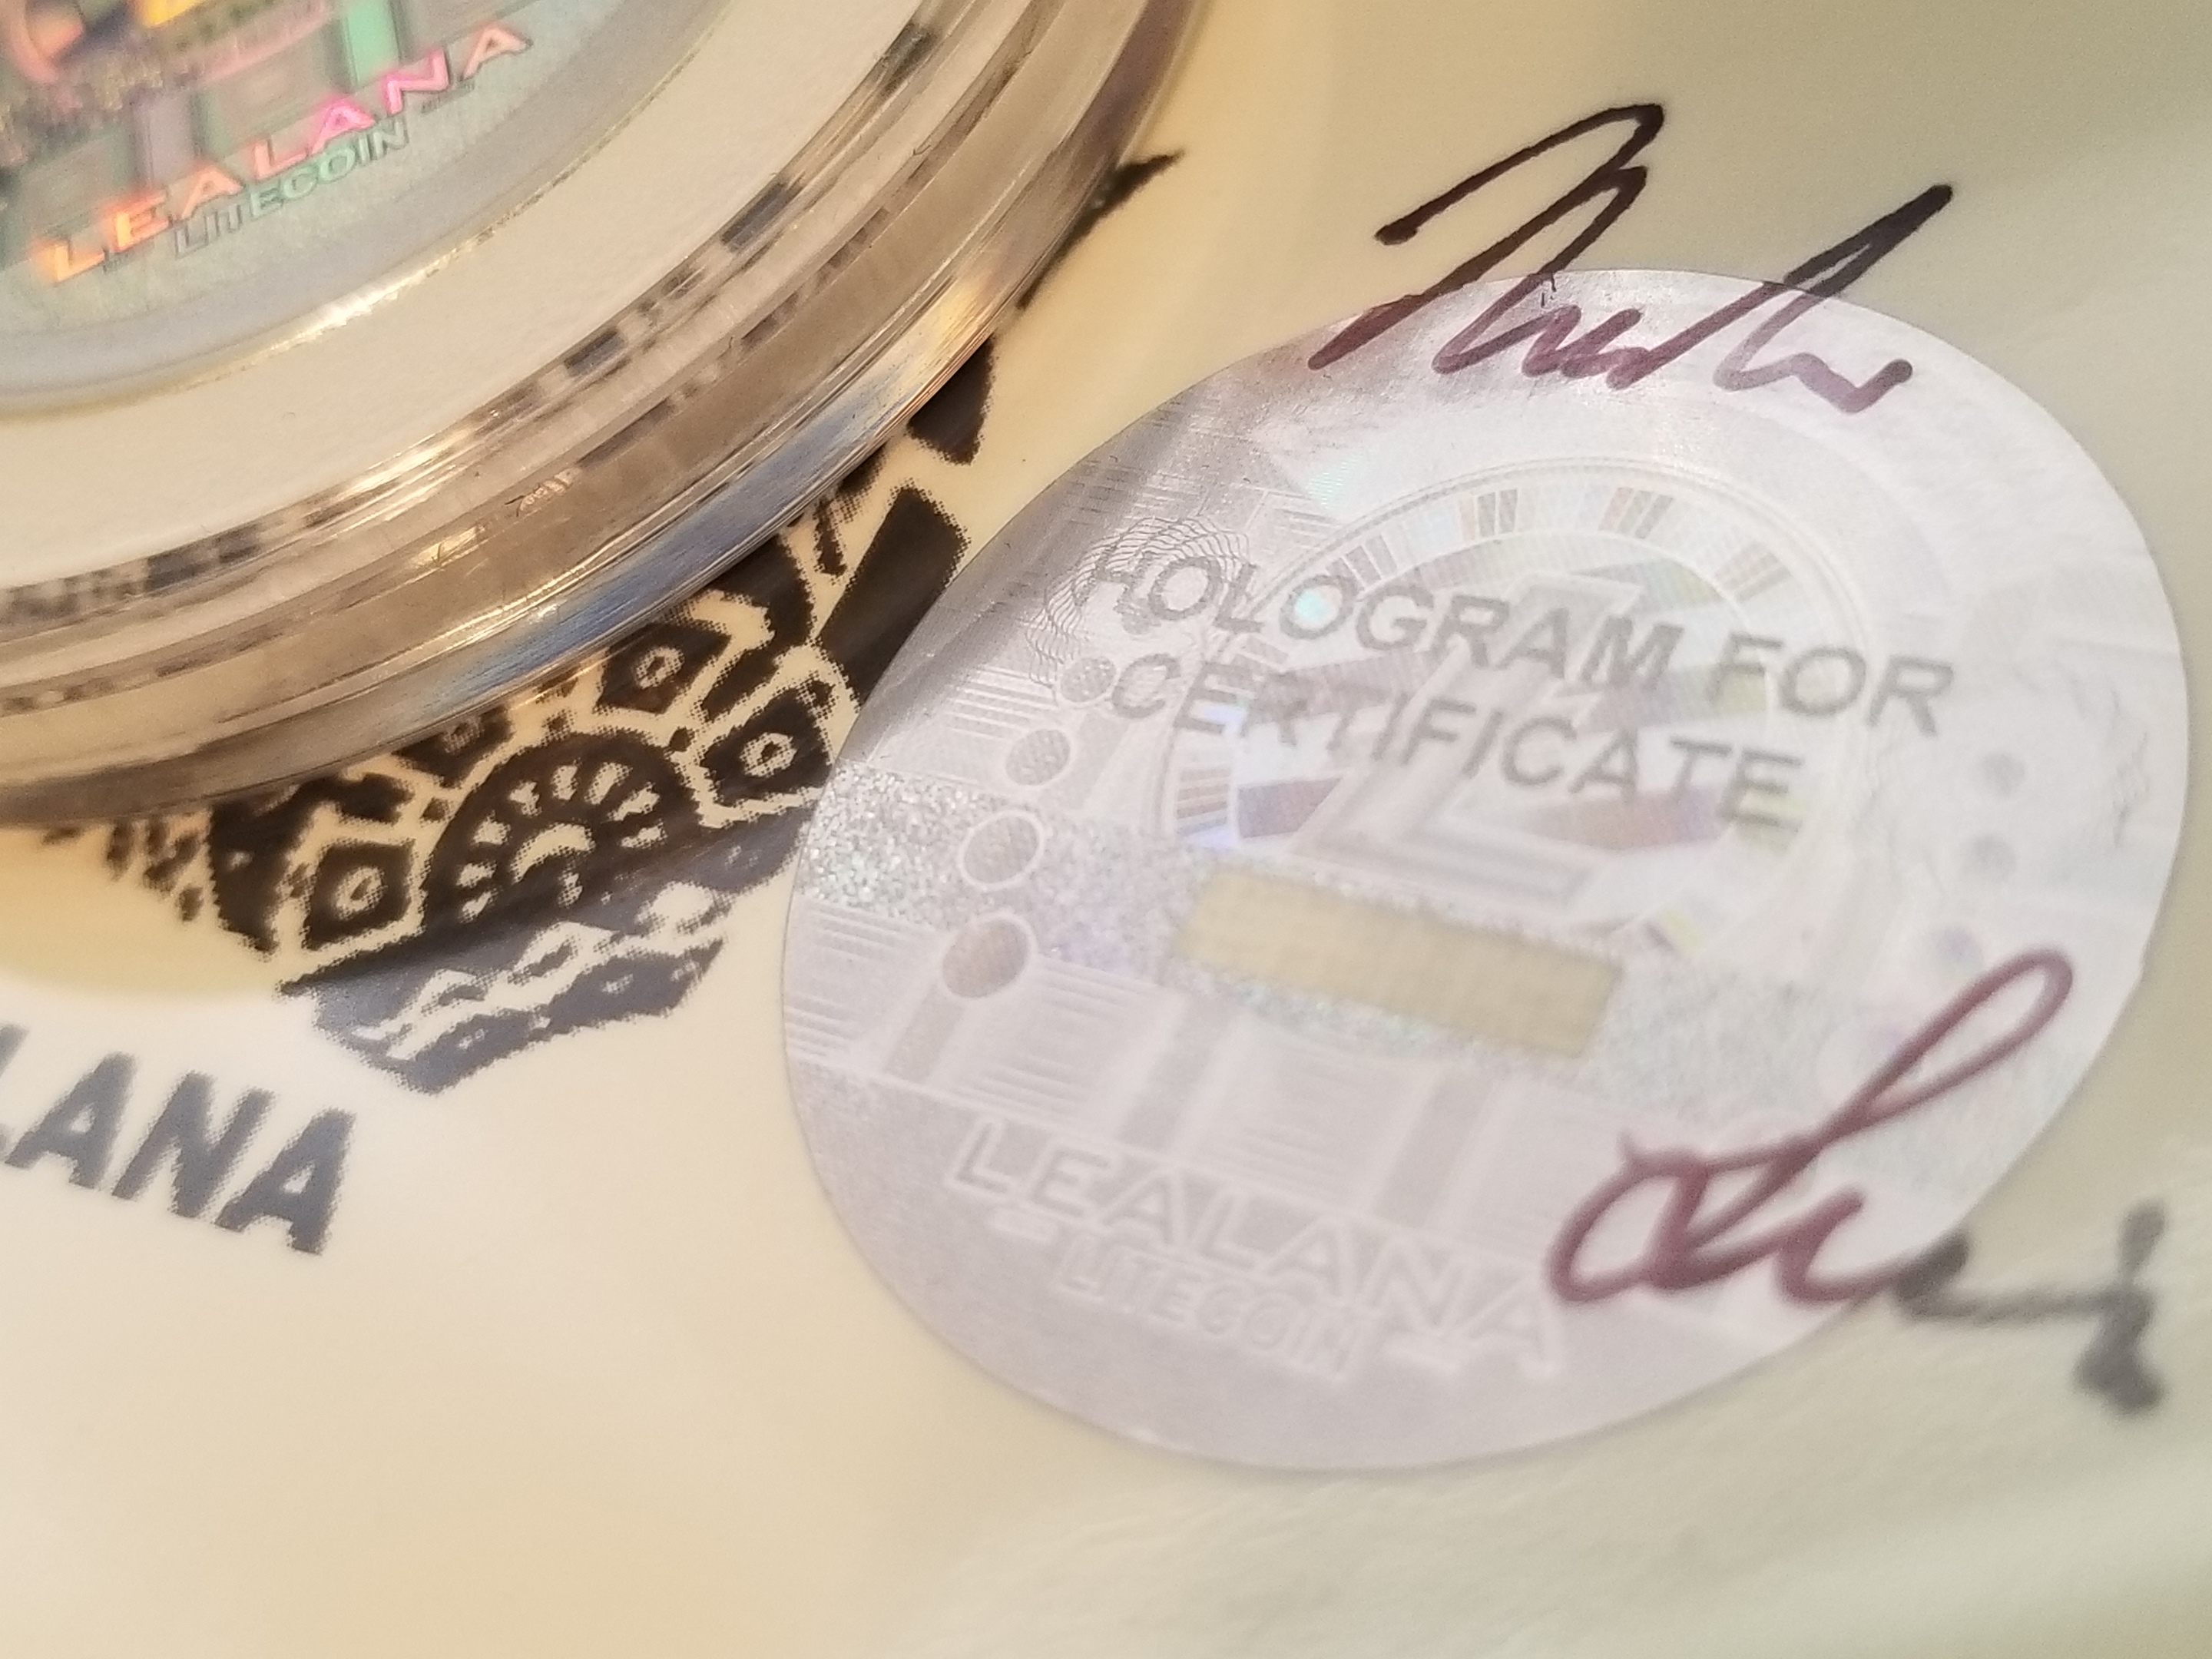 LEALANA
LITECOIN
HOLOGRAM FOR
CERTIFICATE
LANA
LEALANA
LITECOIN